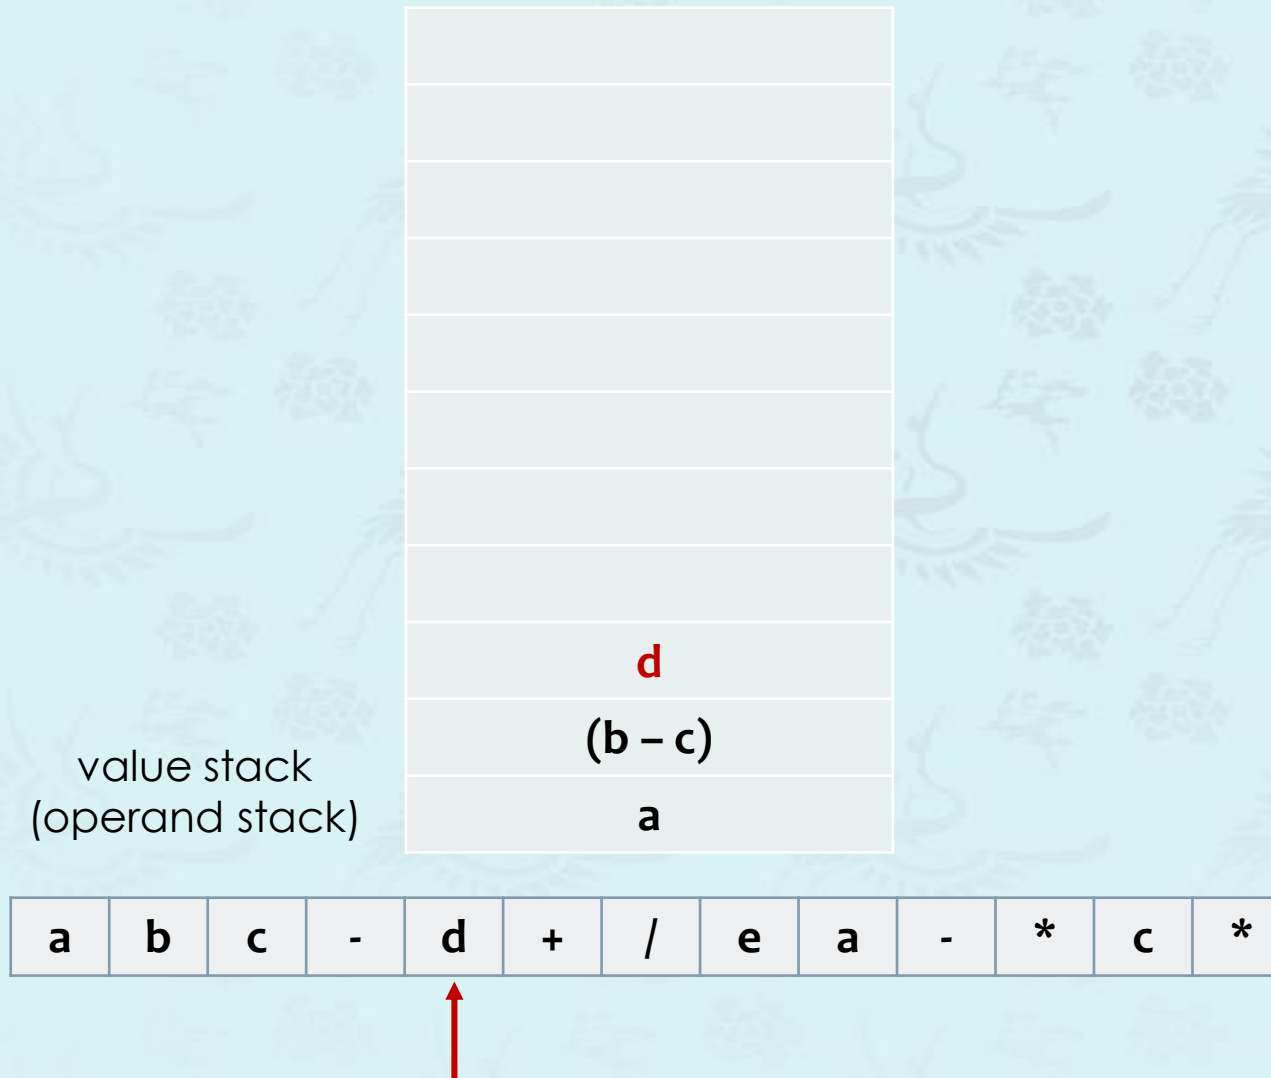 d
(b – c)
a
value stack
(operand stack)
a b c - d + / e a - * c *